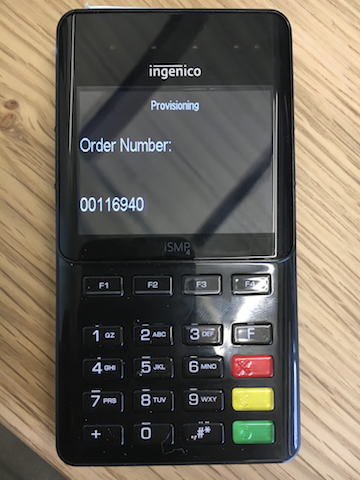 ingenico
Provisioning
Order Number:
00116940
iSMP4
F1 F2 F3 F4
1 QZ 2 ABC 3 DEF F
4 GHI 5 JKL 6 MNO
7 PRS 8 TUV 9 WXY
+ 0 .,#*